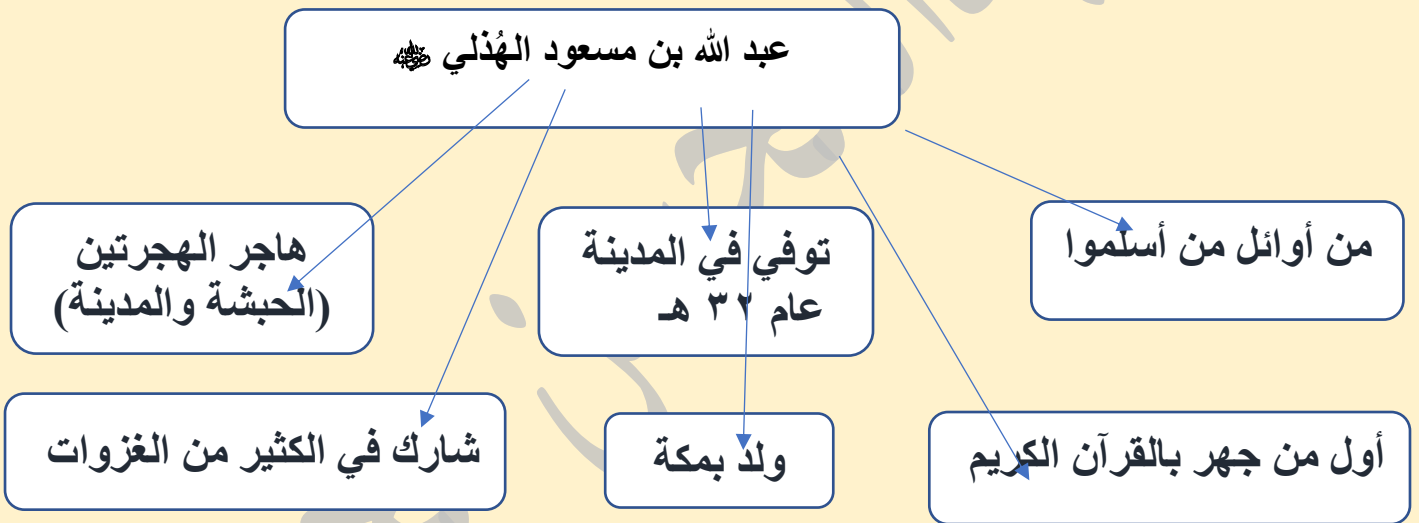 عبد الله بن مسعود الهُذلي ﷺ
من أوائل من أسلموا
توفي في المدينة
عام ٣٢ هـ
هاجر الهجرتين
(الحبشة والمدينة)
أول من جهر بالقرآن الكريم
ولد بمكة
شارك في الكثير من الغزوات